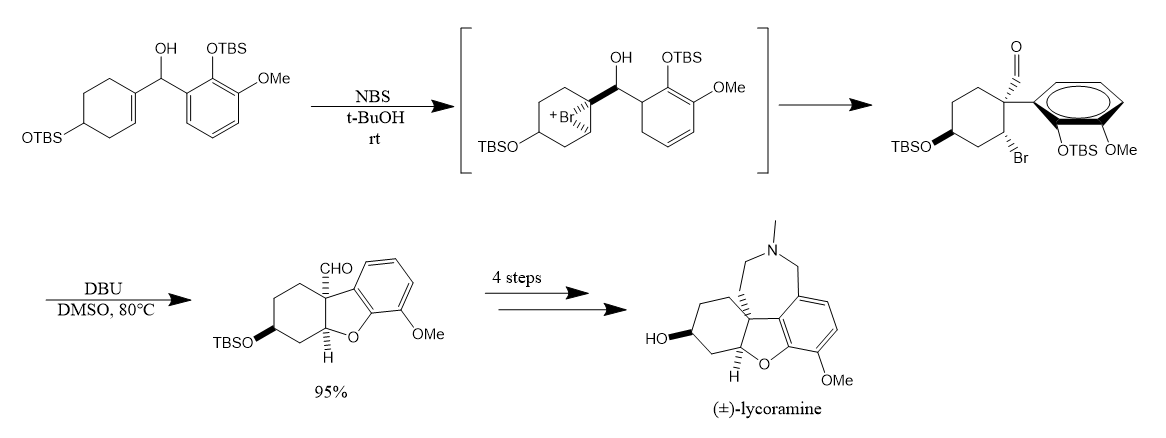 OH
OTBS
OMe
OTBS
NBS
t-BuOH
rt
OH
OTBS
OMe
+Br
TBSO
O
TBSO
Br
OTBS
OMe
DBU
DMSO, 80℃
CHO
TBSO
O
OMe
H
95%
4 steps
N
HO
O
H
OMe
(±)-lycoramine